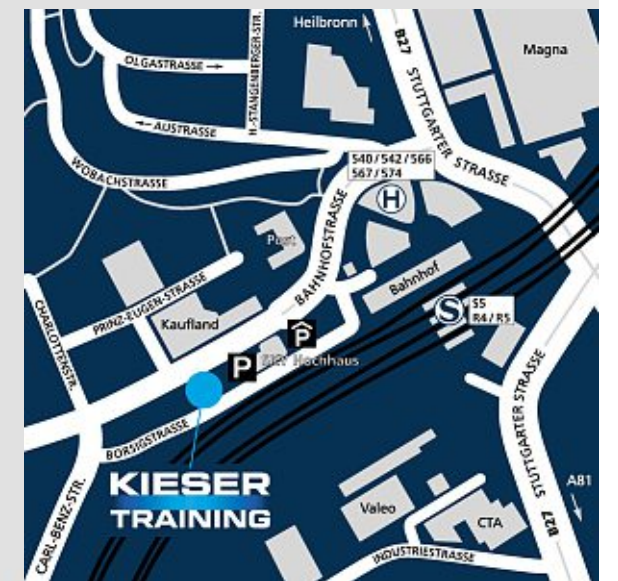 Heilbronn
B27
Magna
OLGASTRASSE →
H.-STANGENBERGER-STR.
STUTTGARTER STRASSE
← AUSTRASSE
540 / 542 / 566
567 / 574
WOBACHSTRASSE
H
Post
BAHNHOFSTRASSE
Bahnhof
PRINZ-EUGEN-STRASSE
CHARLOTTENSTR.
Kaufland
S
S5
R4 / R5
P
P
Hochhaus
STUTTGARTER STRASSE
BORSIGSTRASSE
KIESER
TRAINING
A81
Valeo
CTA
B27
CARL-BENZ-STR.
INDUSTRIESTRASSE